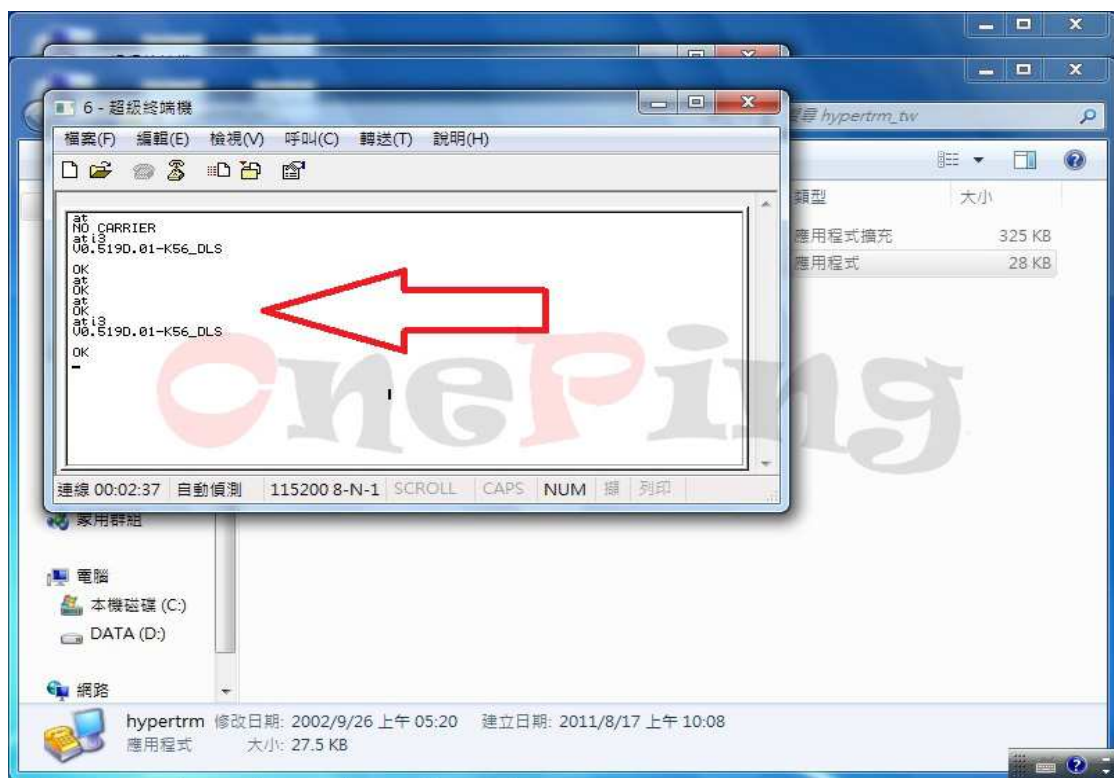 6 - 超級終端機
搜尋 hypertrm_tw
檔案(F) 編輯(E) 檢視(V) 呼叫(C) 轉送(T) 說明(H)
類型 大小
應用程式擴充 325 KB
應用程式 28 KB
at
NO CARRIER
ati3
V0.519D.01-K56_DLS
OK
at
OK
at
OK
ati3
V0.519D.01-K56_DLS
OK
OnePing
連線 00:02:37 自動偵測 115200 8-N-1 SCROLL CAPS NUM 擷 列印
家用群組
電腦
本機磁碟 (C:)
DATA (D:)
網路
hypertrm 修改日期: 2002/9/26 上午 05:20 建立日期: 2011/8/17 上午 10:08
應用程式 大小: 27.5 KB